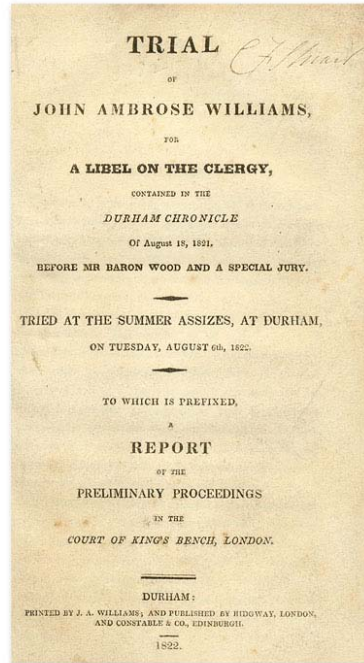 TRIAL
OF
JOHN AMBROSE WILLIAMS,
FOR
A LIBEL ON THE CLERGY,
CONTAINED IN THE
DURHAM CHRONICLE
Of August 18, 1821.
BEFORE MR BARON WOOD AND A SPECIAL JURY.
TRIED AT THE SUMMER ASSIZES, AT DURHAM,
ON TUESDAY, AUGUST 6th, 1822.
TO WHICH IS PREFIXED,
A
REPORT
OF THE
PRELIMINARY PROCEEDINGS
IN THE
COURT OF KING'S BENCH, LONDON.
DURHAM:
PRINTED BY J. A. WILLIAMS; AND PUBLISHED BY RIDGWAY, LONDON,
AND CONSTABLE & CO., EDINBURGH.
1822.